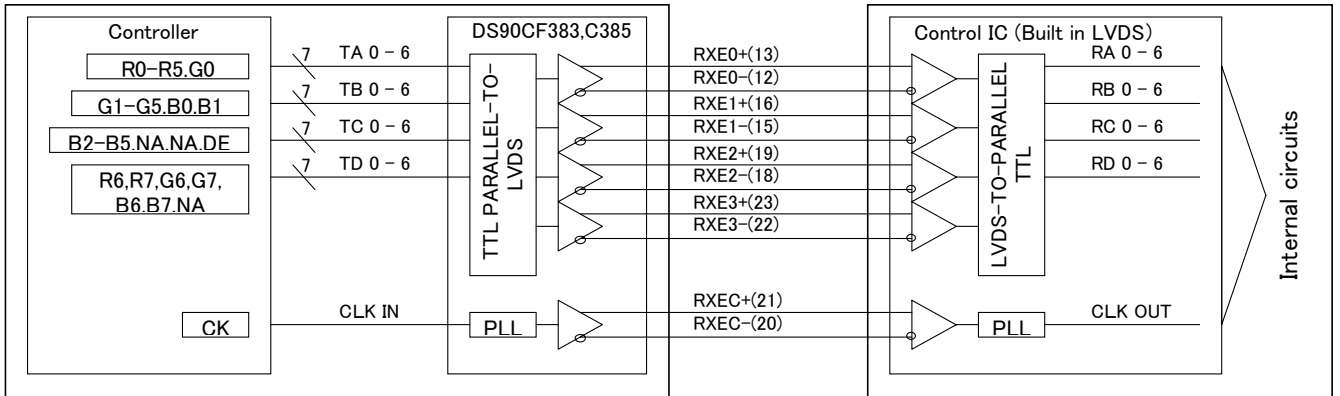 Controller
R0-R5.G0
G1-G5.B0.B1
B2-B5.NA.NA.DE
R6,R7,G6,G7,
B6.B7.NA
CK
7
TA 0 - 6
7
TB 0 - 6
7
TC 0 - 6
7
TD 0 - 6
CLK IN
DS90CF383,C385
TTL PARALLEL-TO-
LVDS
PLL
RXE0+(13)
RXE0-(12)
RXE1+(16)
RXE1-(15)
RXE2+(19)
RXE2-(18)
RXE3+(23)
RXE3-(22)
RXEC+(21)
RXEC-(20)
Control IC (Built in LVDS)
LVDS-TO-PARALLEL
TTL
PLL
RA 0 - 6
RB 0 - 6
RC 0 - 6
RD 0 - 6
CLK OUT
Internal circuits